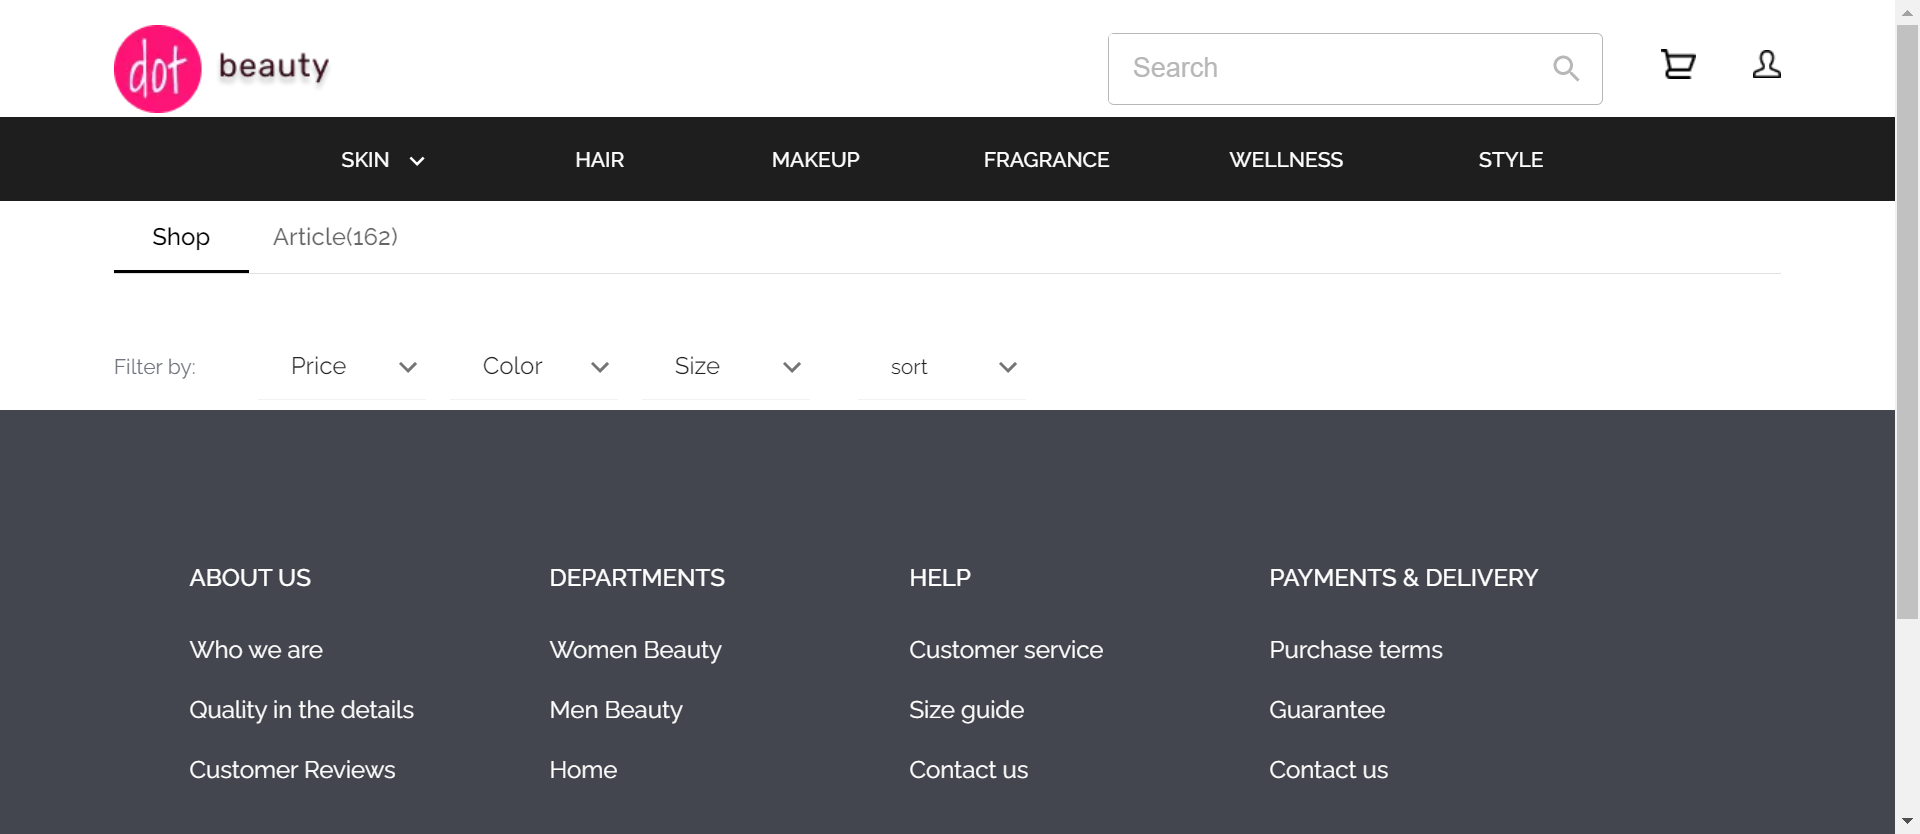 dot beauty
Search
SKIN HAIR MAKEUP FRAGRANCE WELLNESS STYLE
Shop Article(162)
Filter by: Price Color Size sort
ABOUT US DEPARTMENTS HELP PAYMENTS & DELIVERY
Who we are Women Beauty Customer service Purchase terms
Quality in the details Men Beauty Size guide Guarantee
Customer Reviews Home Contact us Contact us